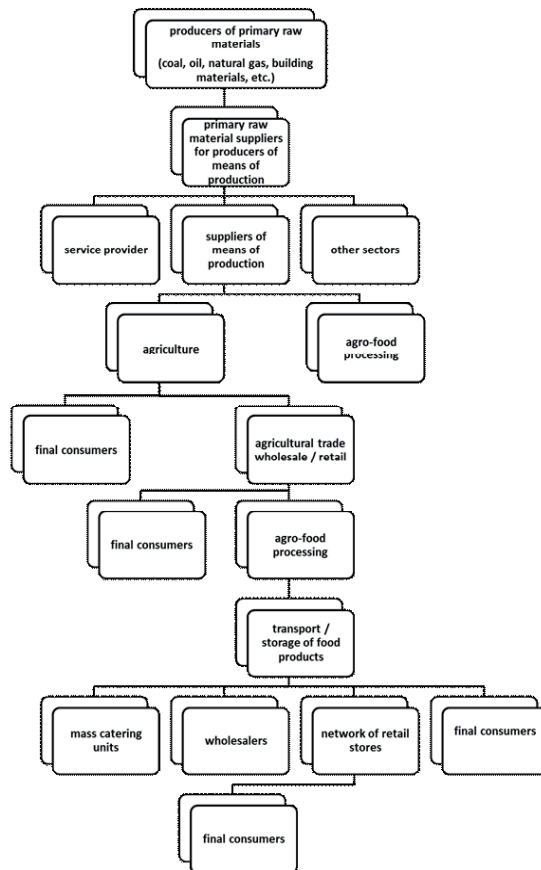 producers of primary raw
materials
(coal, oil, natural gas, building
materials, etc.)
primary raw
material suppliers
for producers of
means of
production
service provider
suppliers of
means of
production
other sectors
agriculture
agro-food
processing
final consumers
agricultural trade
wholesale / retail
final consumers
agro-food
processing
transport /
storage of food
products
mass catering
units
wholesalers
network of retail
stores
final consumers
final consumers